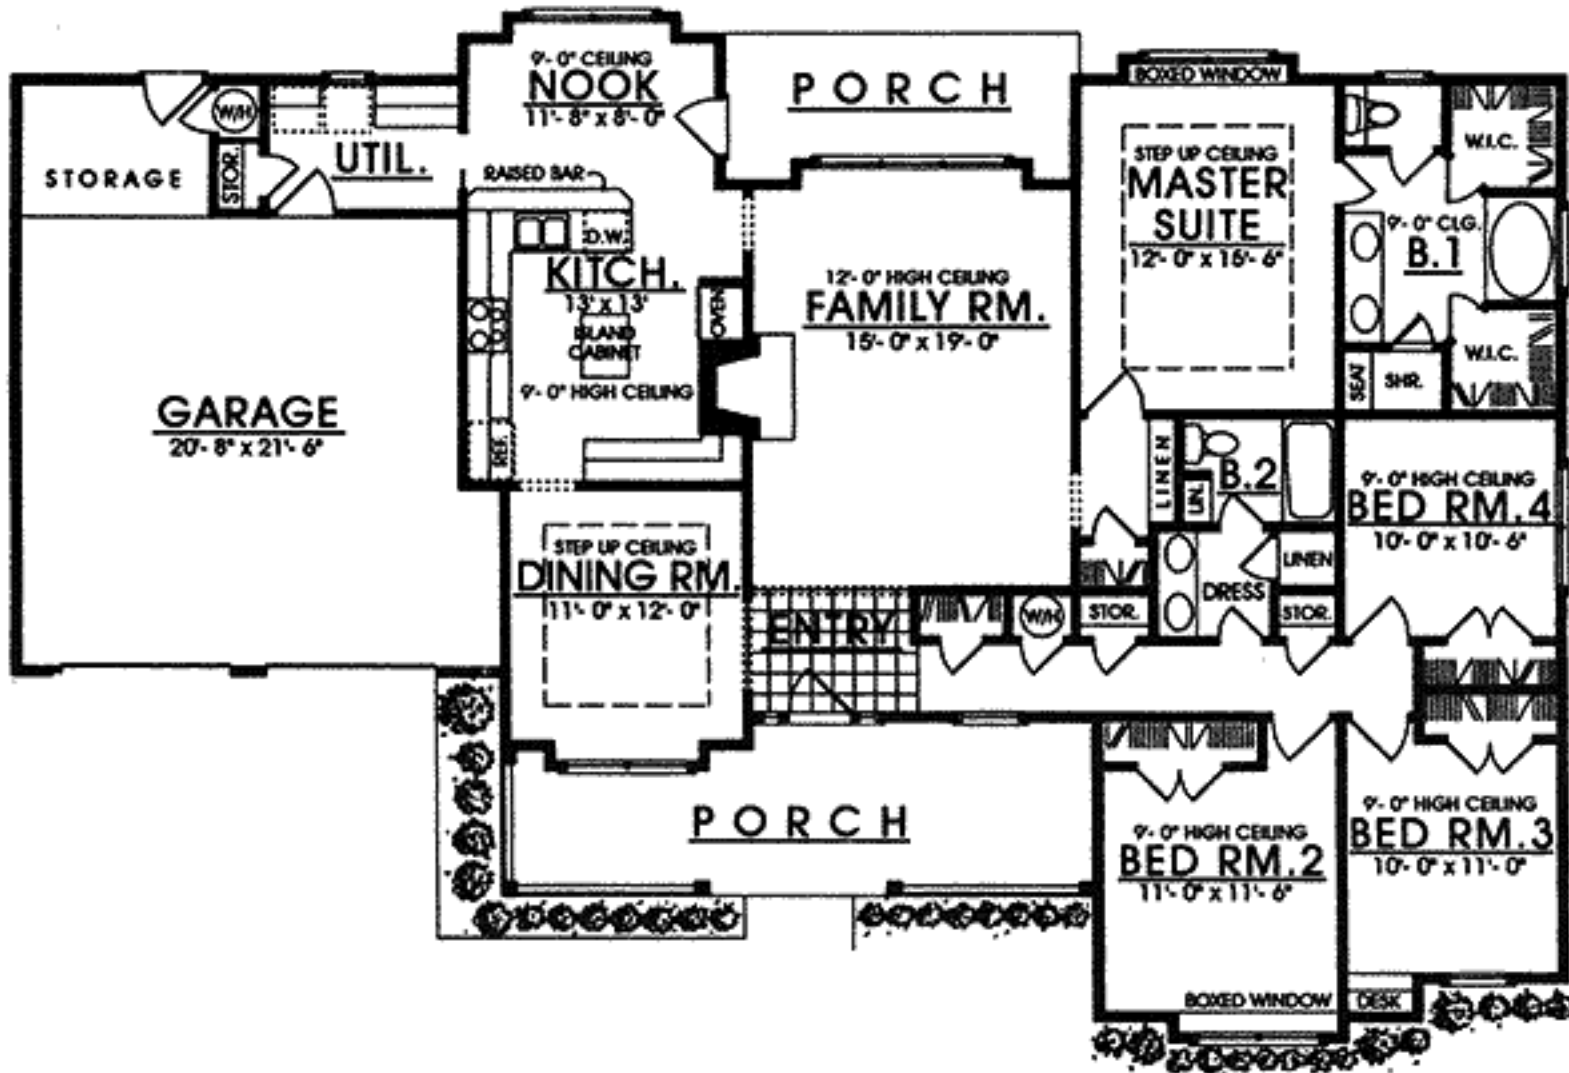 9'- 0" CEILING
NOOK
11'- 8" x 8'- 0"
PORCH
BOXED WINDOW
W/H
STORAGE
STOR.
UTIL.
RAISED BAR
D.W.
KITCH.
13' x 13'
ISLAND
CABINET
9'- 0" HIGH CEILING
OVEN
REF.
12'- 0" HIGH CEILING
FAMILY RM.
15'- 0" x 19'- 0"
STEP UP CEILING
MASTER
SUITE
12'- 0" x 15'- 6"
W.I.C.
9'- 0" CLG.
B.1
W.I.C.
SEAT
SHR.
GARAGE
20'- 8" x 21'- 6"
LINEN
LIN.
B.2
9'- 0" HIGH CEILING
BED RM.4
10'- 0" x 10'- 6"
STEP UP CEILING
DINING RM.
11'- 0" x 12'- 0"
ENTRY
W/H
STOR.
DRESS
LINEN
STOR.
PORCH
9'- 0" HIGH CEILING
BED RM.2
11'- 0" x 11'- 6"
BOXED WINDOW
9'- 0" HIGH CEILING
BED RM.3
10'- 0" x 11'- 0"
DESK